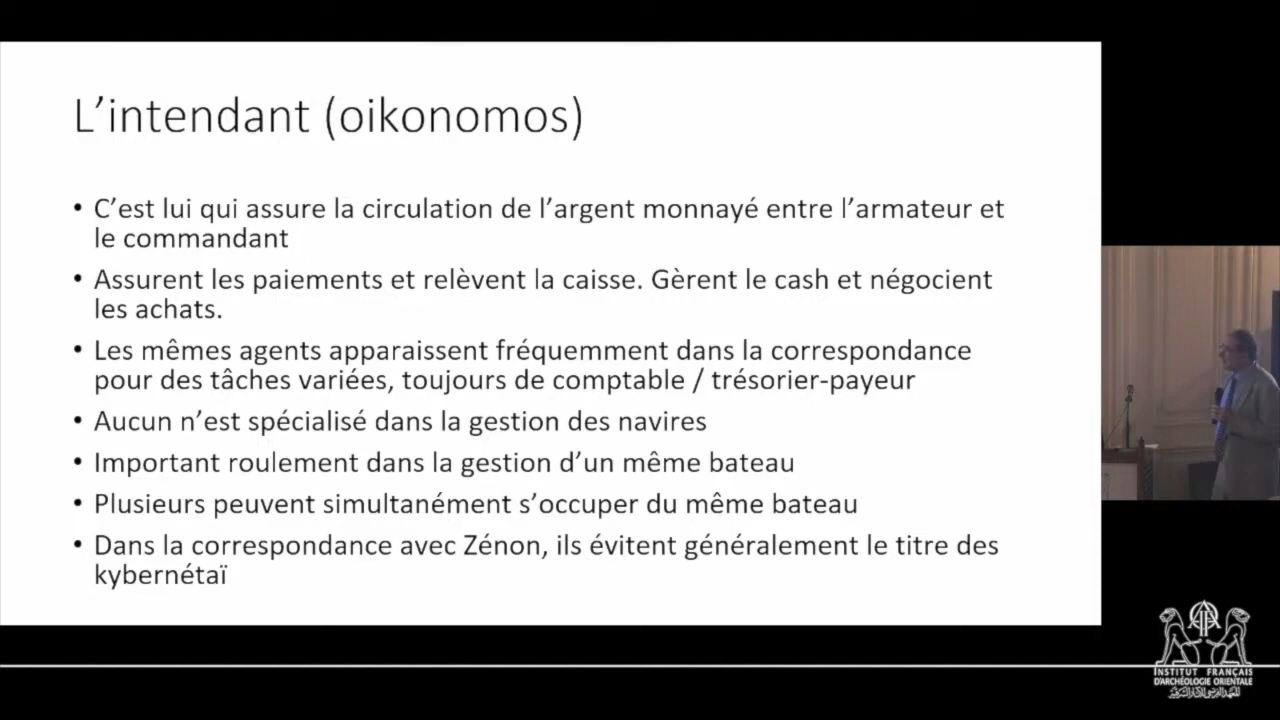 L’intendant (oikonomos)
• C’est lui qui assure la circulation de l’argent monnayé entre l’armateur et
le commandant
• Assurent les paiements et relèvent la caisse. Gèrent le cash et négocient
les achats.
• Les mêmes agents apparaissent fréquemment dans la correspondance
pour des tâches variées, toujours de comptable / trésorier-payeur
• Aucun n’est spécialisé dans la gestion des navires
• Important roulement dans la gestion d’un même bateau
• Plusieurs peuvent simultanément s’occuper du même bateau
• Dans la correspondance avec Zénon, ils évitent généralement le titre des
kybernétaï
INSTITUT FRANÇAIS
D’ARCHÉOLOGIE ORIENTALE